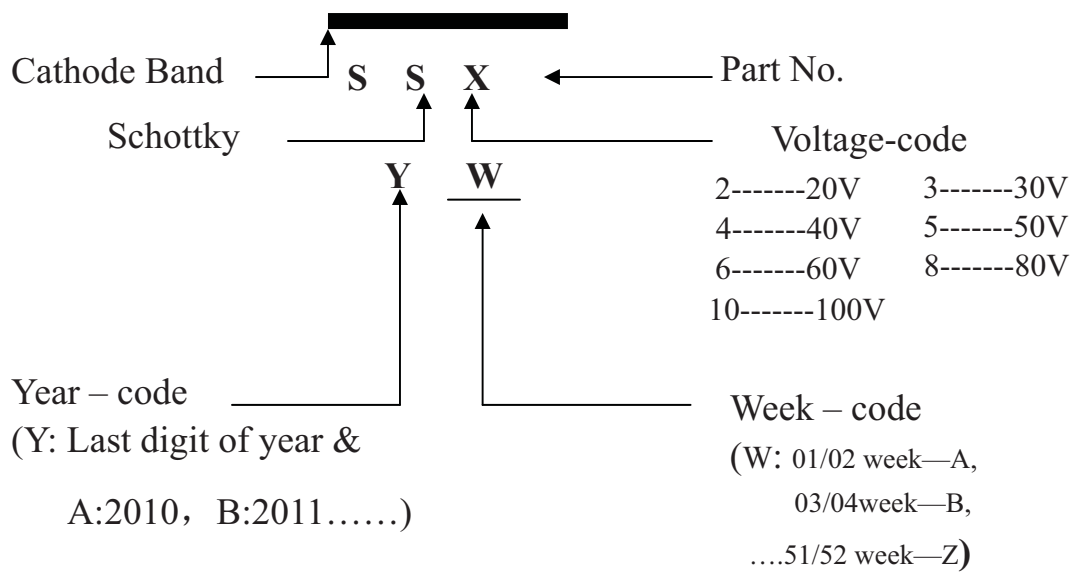 Cathode Band
S S X
Part No.
Schottky
Voltage-code
Y W
2-------20V 3-------30V
4-------40V 5-------50V
6-------60V 8-------80V
10-------100V
Year – code
(Y: Last digit of year &
A:2010，B:2011……)
Week – code
(W: 01/02 week—A,
03/04week—B,
….51/52 week—Z)